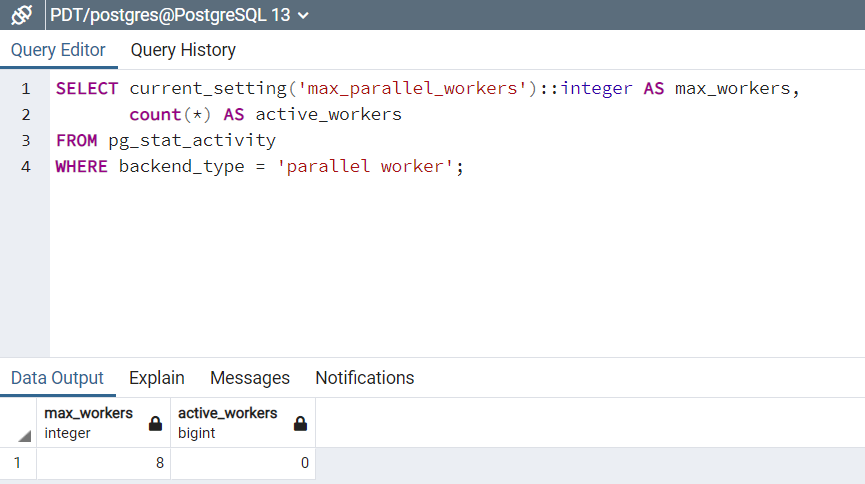 PDT/postgres@PostgreSQL 13
Query Editor Query History
1 SELECT current_setting('max_parallel_workers')::integer AS max_workers,
2 count(*) AS active_workers
3 FROM pg_stat_activity
4 WHERE backend_type = 'parallel worker';
Data Output Explain Messages Notifications
max_workers active_workers
integer bigint
1 8 0